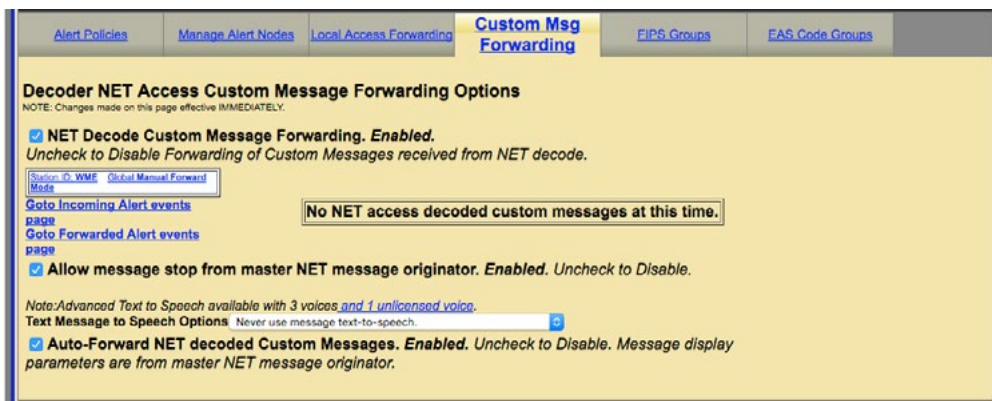 Alert Policies
Manage Alert Nodes
Local Access Forwarding
Custom Msg
Forwarding
FIPS Groups
EAS Code Groups
Decoder NET Access Custom Message Forwarding Options
NOTE: Changes made on this page effective IMMEDIATELY.
NET Decode Custom Message Forwarding. Enabled.
Uncheck to Disable Forwarding of Custom Messages received from NET decode.
Station ID: WME Global Manual Forward
Mode
Goto Incoming Alert events
page
Goto Forwarded Alert events
page
No NET access decoded custom messages at this time.
Allow message stop from master NET message originator. Enabled. Uncheck to Disable.
Note:Advanced Text to Speech available with 3 voices and 1 unlicensed voice.
Text Message to Speech Options Never use message text-to-speech.
Auto-Forward NET decoded Custom Messages. Enabled. Uncheck to Disable. Message display
parameters are from master NET message originator.